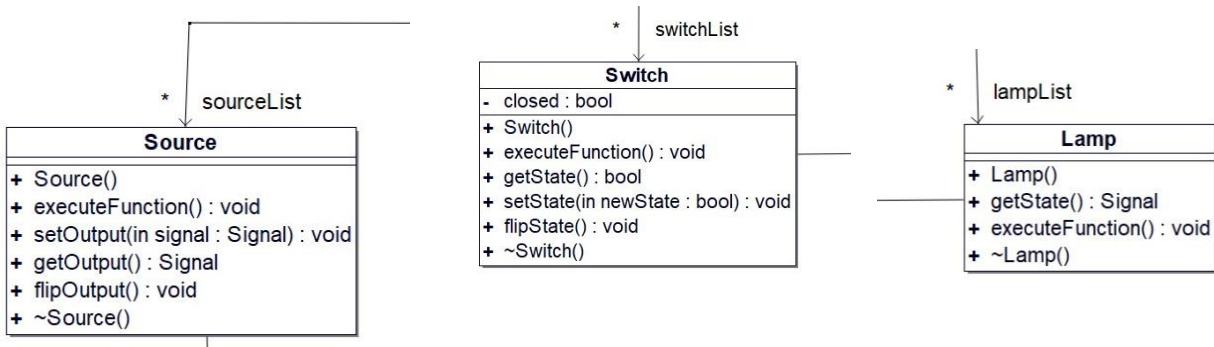 * sourceList
Source
+ Source()
+ executeFunction() : void
+ setOutput(in signal : Signal) : void
+ getOutput() : Signal
+ flipOutput() : void
+ ~Source()
* switchList
Switch
- closed : bool
+ Switch()
+ executeFunction() : void
+ getState() : bool
+ setState(in newState : bool) : void
+ flipState() : void
+ ~Switch()
* lampList
Lamp
+ Lamp()
+ getState() : Signal
+ executeFunction() : void
+ ~Lamp()